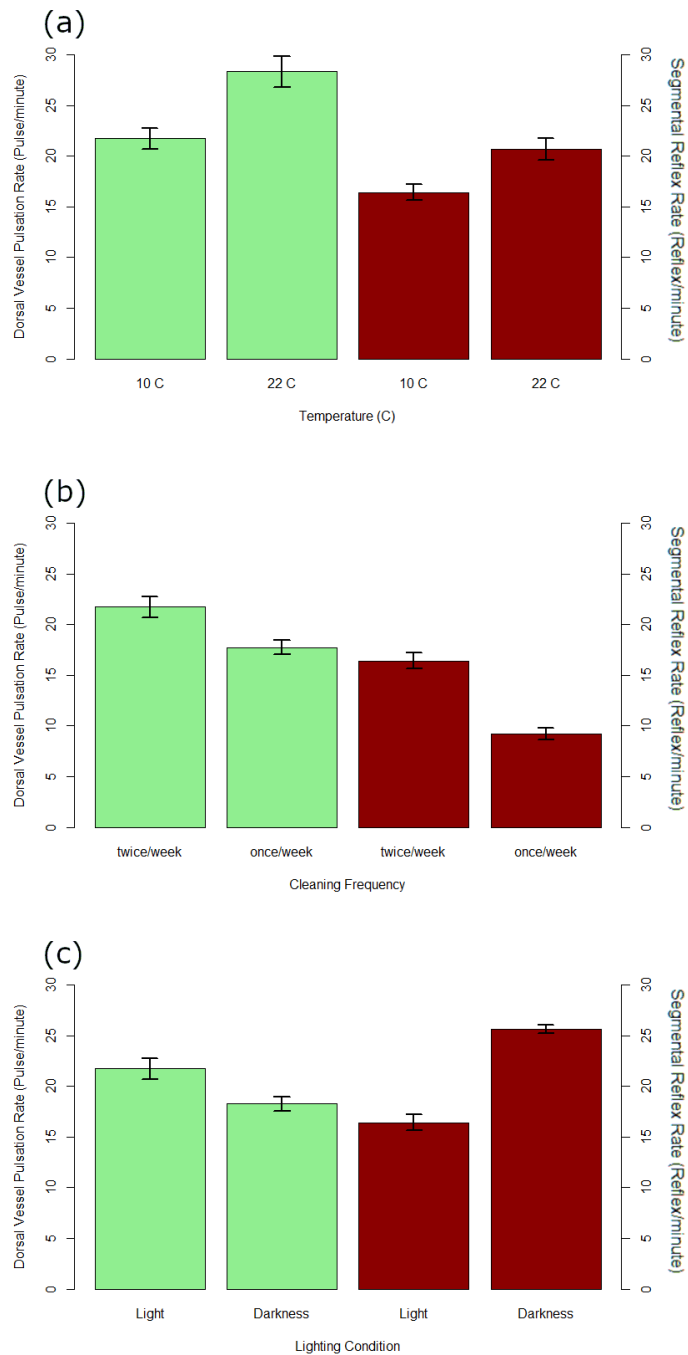 (a)
Dorsal Vessel Pulsation Rate (Pulse/minute)
30
25
20
15
10
5
0
30
25
20
15
10
5
0
Segmental Reflex Rate (Reflex/minute)
10 C 22 C 10 C 22 C
Temperature (C)
(b)
Dorsal Vessel Pulsation Rate (Pulse/minute)
30
25
20
15
10
5
0
30
25
20
15
10
5
0
Segmental Reflex Rate (Reflex/minute)
twice/week once/week twice/week once/week
Cleaning Frequency
(c)
Dorsal Vessel Pulsation Rate (Pulse/minute)
30
25
20
15
10
5
0
30
25
20
15
10
5
0
Segmental Reflex Rate (Reflex/minute)
Light Darkness Light Darkness
Lighting Condition